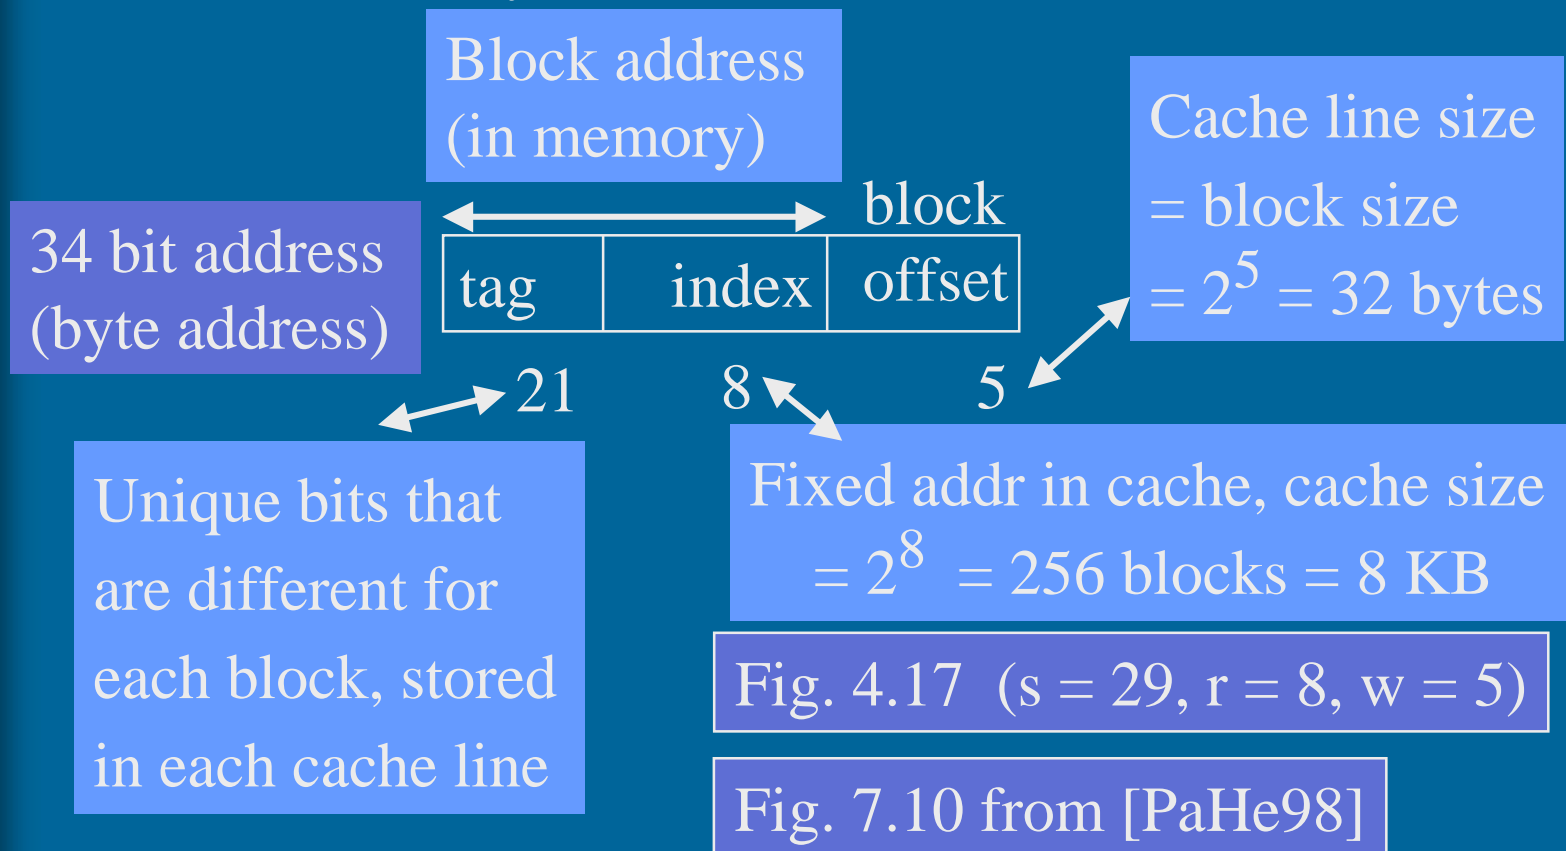 Block address
(in memory)
Cache line size
= block size
= 2^5 = 32 bytes
34 bit address
(byte address)
tag
index
block
offset
21
8
5
Unique bits that
are different for
each block, stored
in each cache line
Fixed addr in cache, cache size
= 2^8 = 256 blocks = 8 KB
Fig. 4.17 (s = 29, r = 8, w = 5)
Fig. 7.10 from [PaHe98]